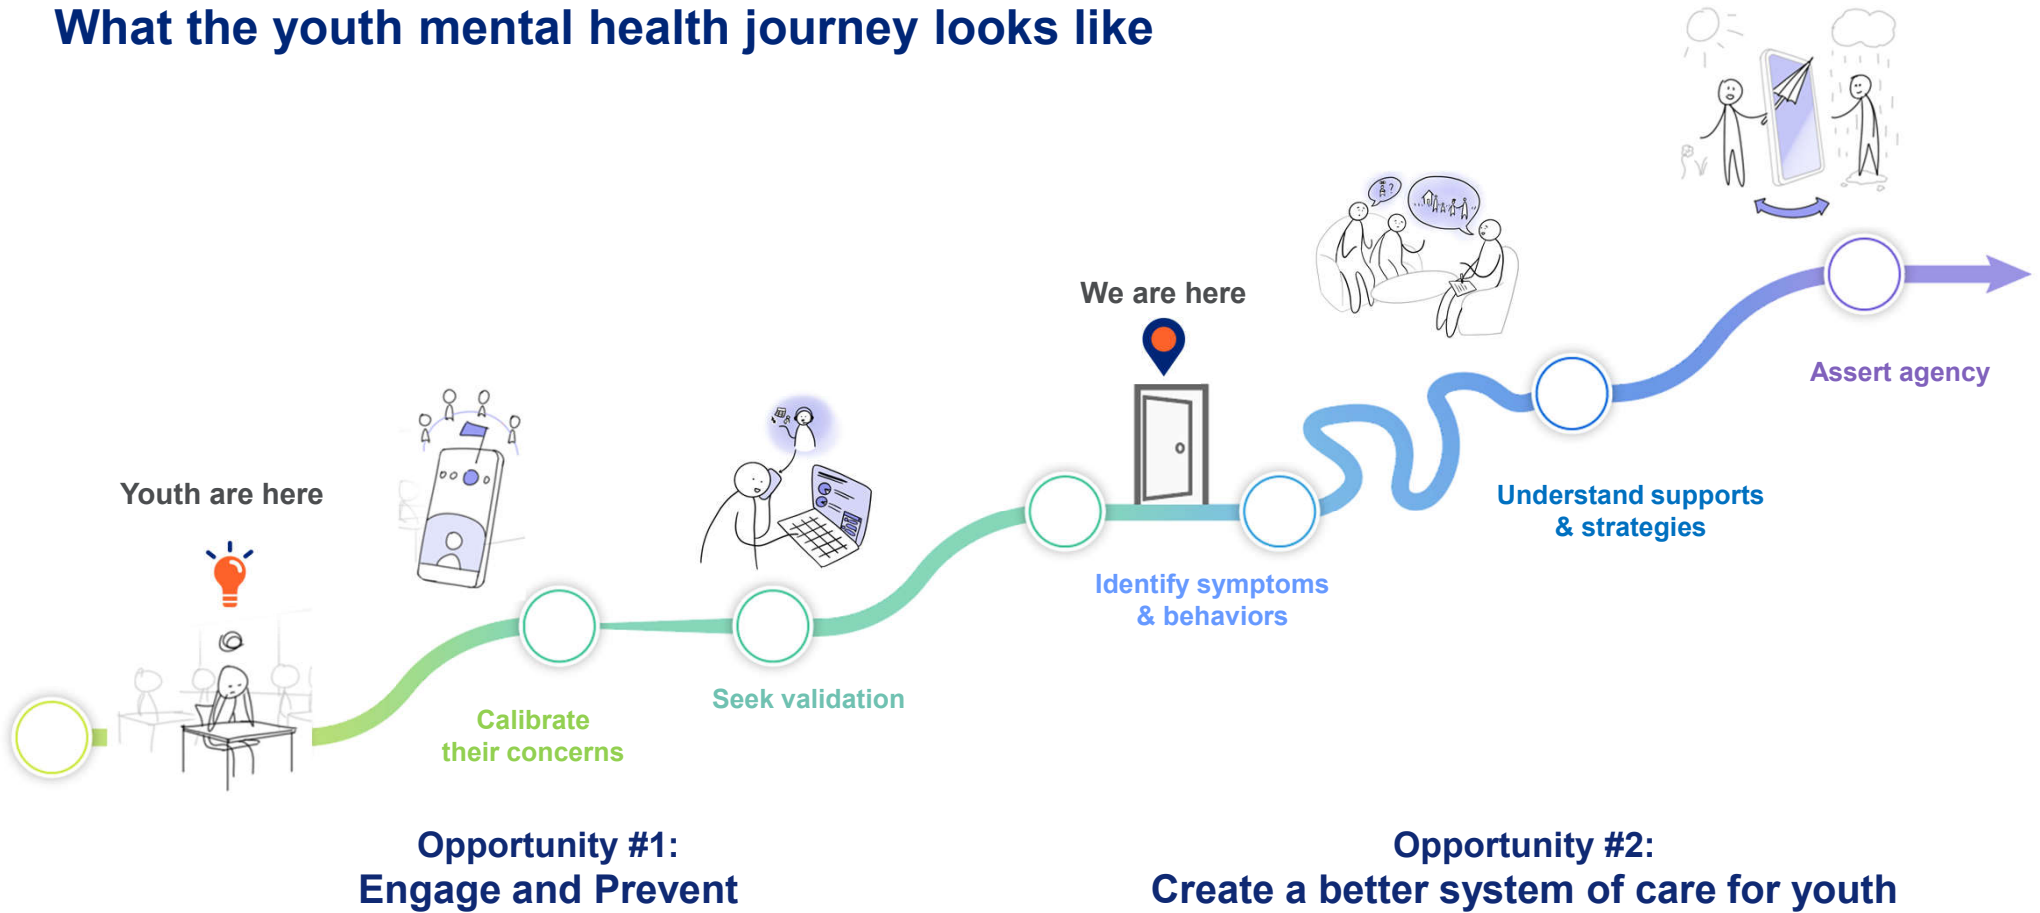 What the youth mental health journey looks like
We are here
Assert agency
Youth are here
Understand supports
& strategies
Identify symptoms
& behaviors
Seek validation
Calibrate
their concerns
Opportunity #1:
Engage and Prevent
Opportunity #2:
Create a better system of care for youth